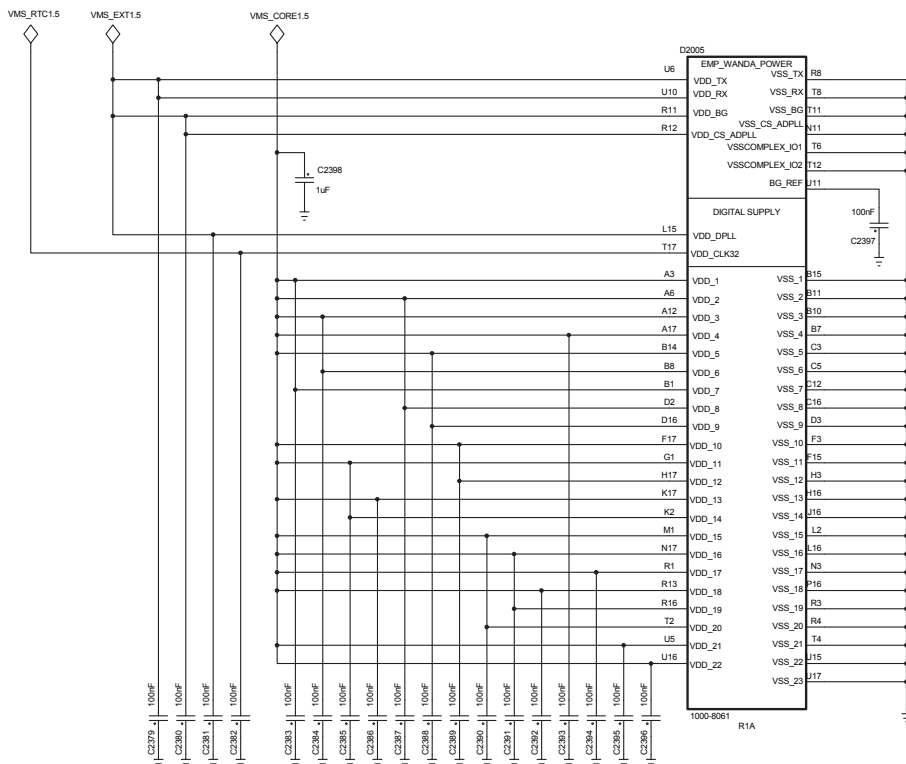 VMS_RTC1.5
VMS_EXT1.5
VMS_CORE1.5
D2005
EMP_WANDA_POWER
U6 VDD_TX VSS_TX R8
U10 VDD_RX VSS_RX T8
R11 VDD_BG VSS_BG T11
R12 VDD_CS_ADPLL VSS_CS_ADPLL N11
VSSCOMPLEX_IO1 T6
VSSCOMPLEX_IO2 T12
BG_REF U11
C2398
1uF
100nF
C2397
DIGITAL SUPPLY
L15 VDD_DPLL
T17 VDD_CLK32
A3 VDD_1 VSS_1 B15
A6 VDD_2 VSS_2 B11
A12 VDD_3 VSS_3 B10
A17 VDD_4 VSS_4 B7
B14 VDD_5 VSS_5 C3
B8 VDD_6 VSS_6 C5
B1 VDD_7 VSS_7 C12
D2 VDD_8 VSS_8 C16
D16 VDD_9 VSS_9 D3
F17 VDD_10 VSS_10 F3
G1 VDD_11 VSS_11 F15
H17 VDD_12 VSS_12 H3
K17 VDD_13 VSS_13 H16
K2 VDD_14 VSS_14 J16
M1 VDD_15 VSS_15 L2
N17 VDD_16 VSS_16 L16
R1 VDD_17 VSS_17 N3
R13 VDD_18 VSS_18 P16
R16 VDD_19 VSS_19 R3
T2 VDD_20 VSS_20 R4
U5 VDD_21 VSS_21 T4
U16 VDD_22 VSS_22 U15
VSS_23 U17
100nF C2379
100nF C2380
100nF C2381
100nF C2382
100nF C2383
100nF C2384
100nF C2385
100nF C2386
100nF C2387
100nF C2388
100nF C2389
100nF C2390
100nF C2391
100nF C2392
100nF C2393
100nF C2394
100nF C2395
100nF C2396
1000-8061
R1A